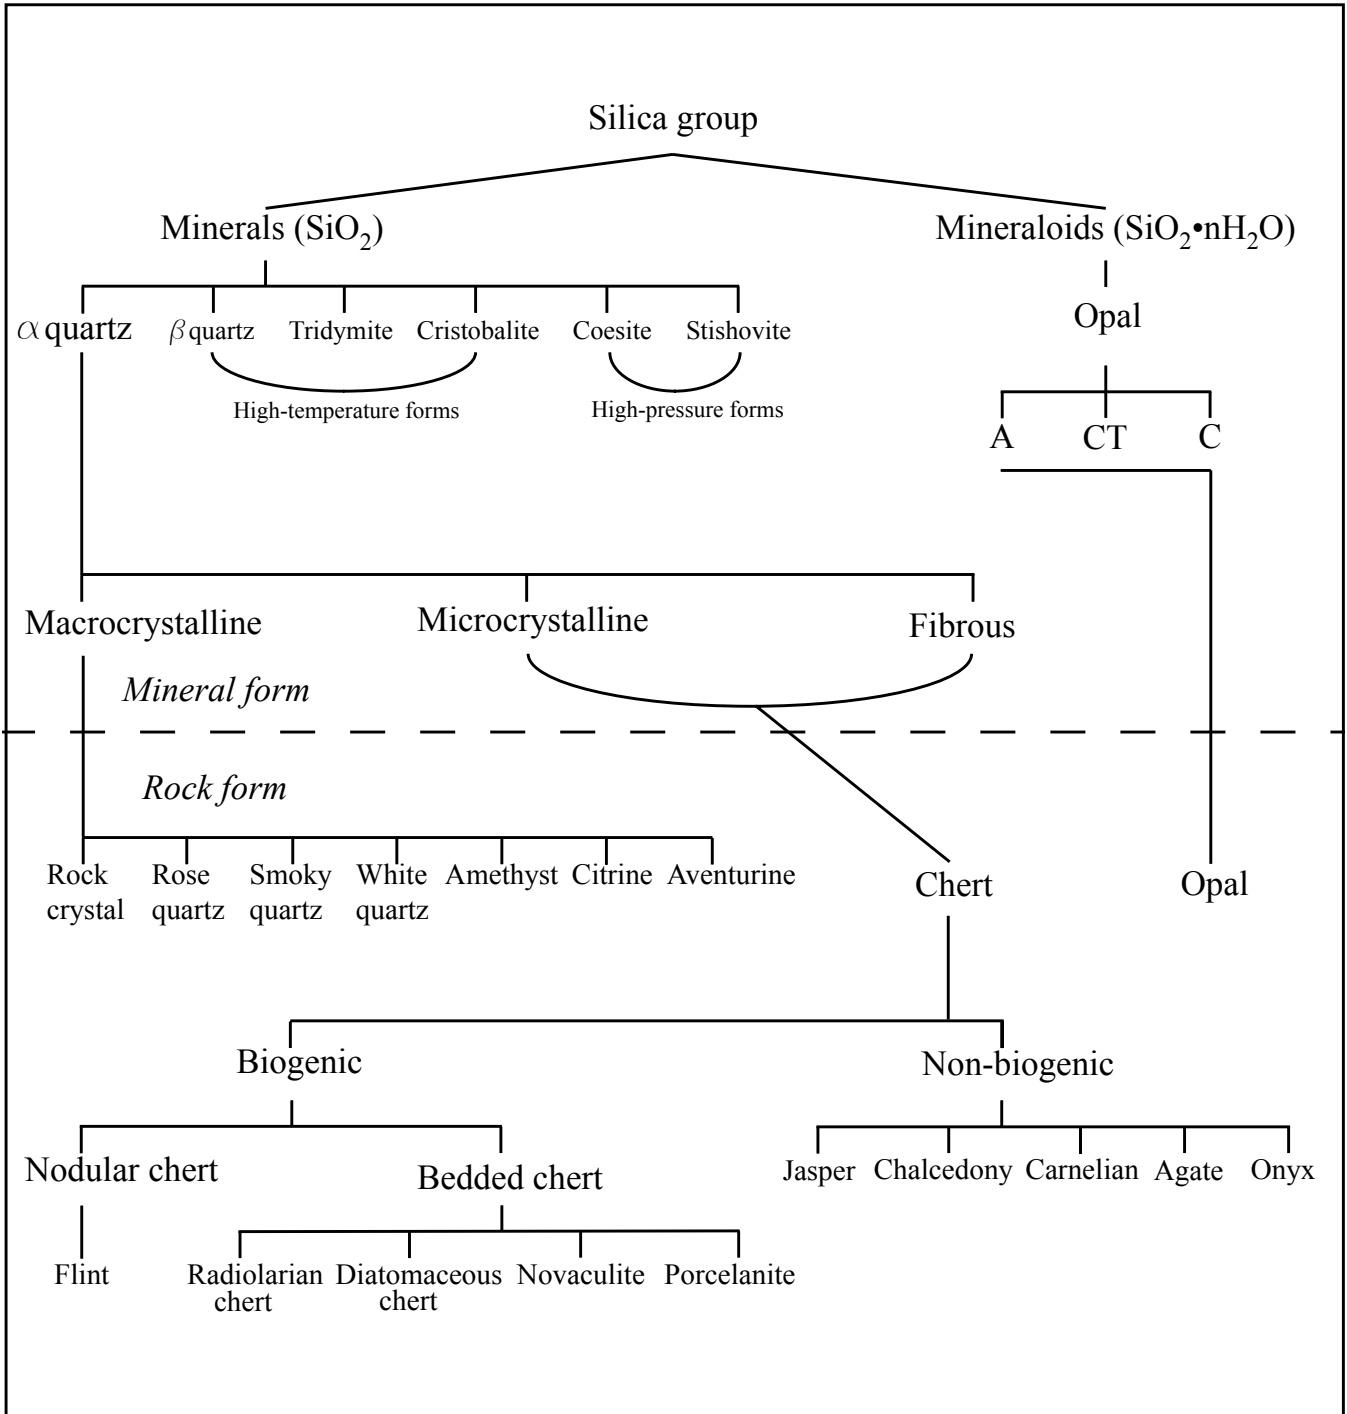 Silica group
Minerals (SiO₂)
Mineraloids (SiO₂•nH₂O)
α quartz
β quartz
Tridymite
Cristobalite
Coesite
Stishovite
Opal
High-temperature forms
High-pressure forms
A
CT
C
Macrocrystalline
Microcrystalline
Fibrous
Mineral form
Rock form
Rock
crystal
Rose
quartz
Smoky
quartz
White
quartz
Amethyst
Citrine
Aventurine
Chert
Opal
Biogenic
Non-biogenic
Nodular chert
Bedded chert
Jasper
Chalcedony
Carnelian
Agate
Onyx
Flint
Radiolarian
chert
Diatomaceous
chert
Novaculite
Porcelanite